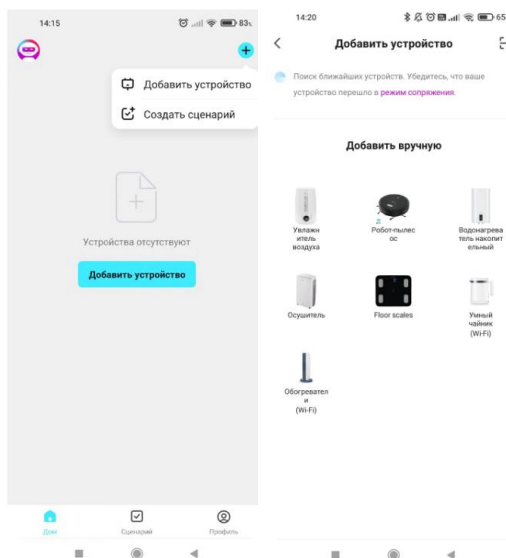 14:15
83%
Добавить устройство
Создать сценарий
Устройства отсутствуют
Добавить устройство
Дом
Сценарий
Профиль
14:20
65
Добавить устройство
Поиск ближайших устройств. Убедитесь, что ваше
устройство перешло в режим сопряжения.
Добавить вручную
Увлажн
итель
воздуха
Робот-пылес
ос
Водонагрева
тель накопит
ельный
Осушитель
Floor scales
Умный
чайник
(Wi-Fi)
Обогревател
и
(Wi-Fi)